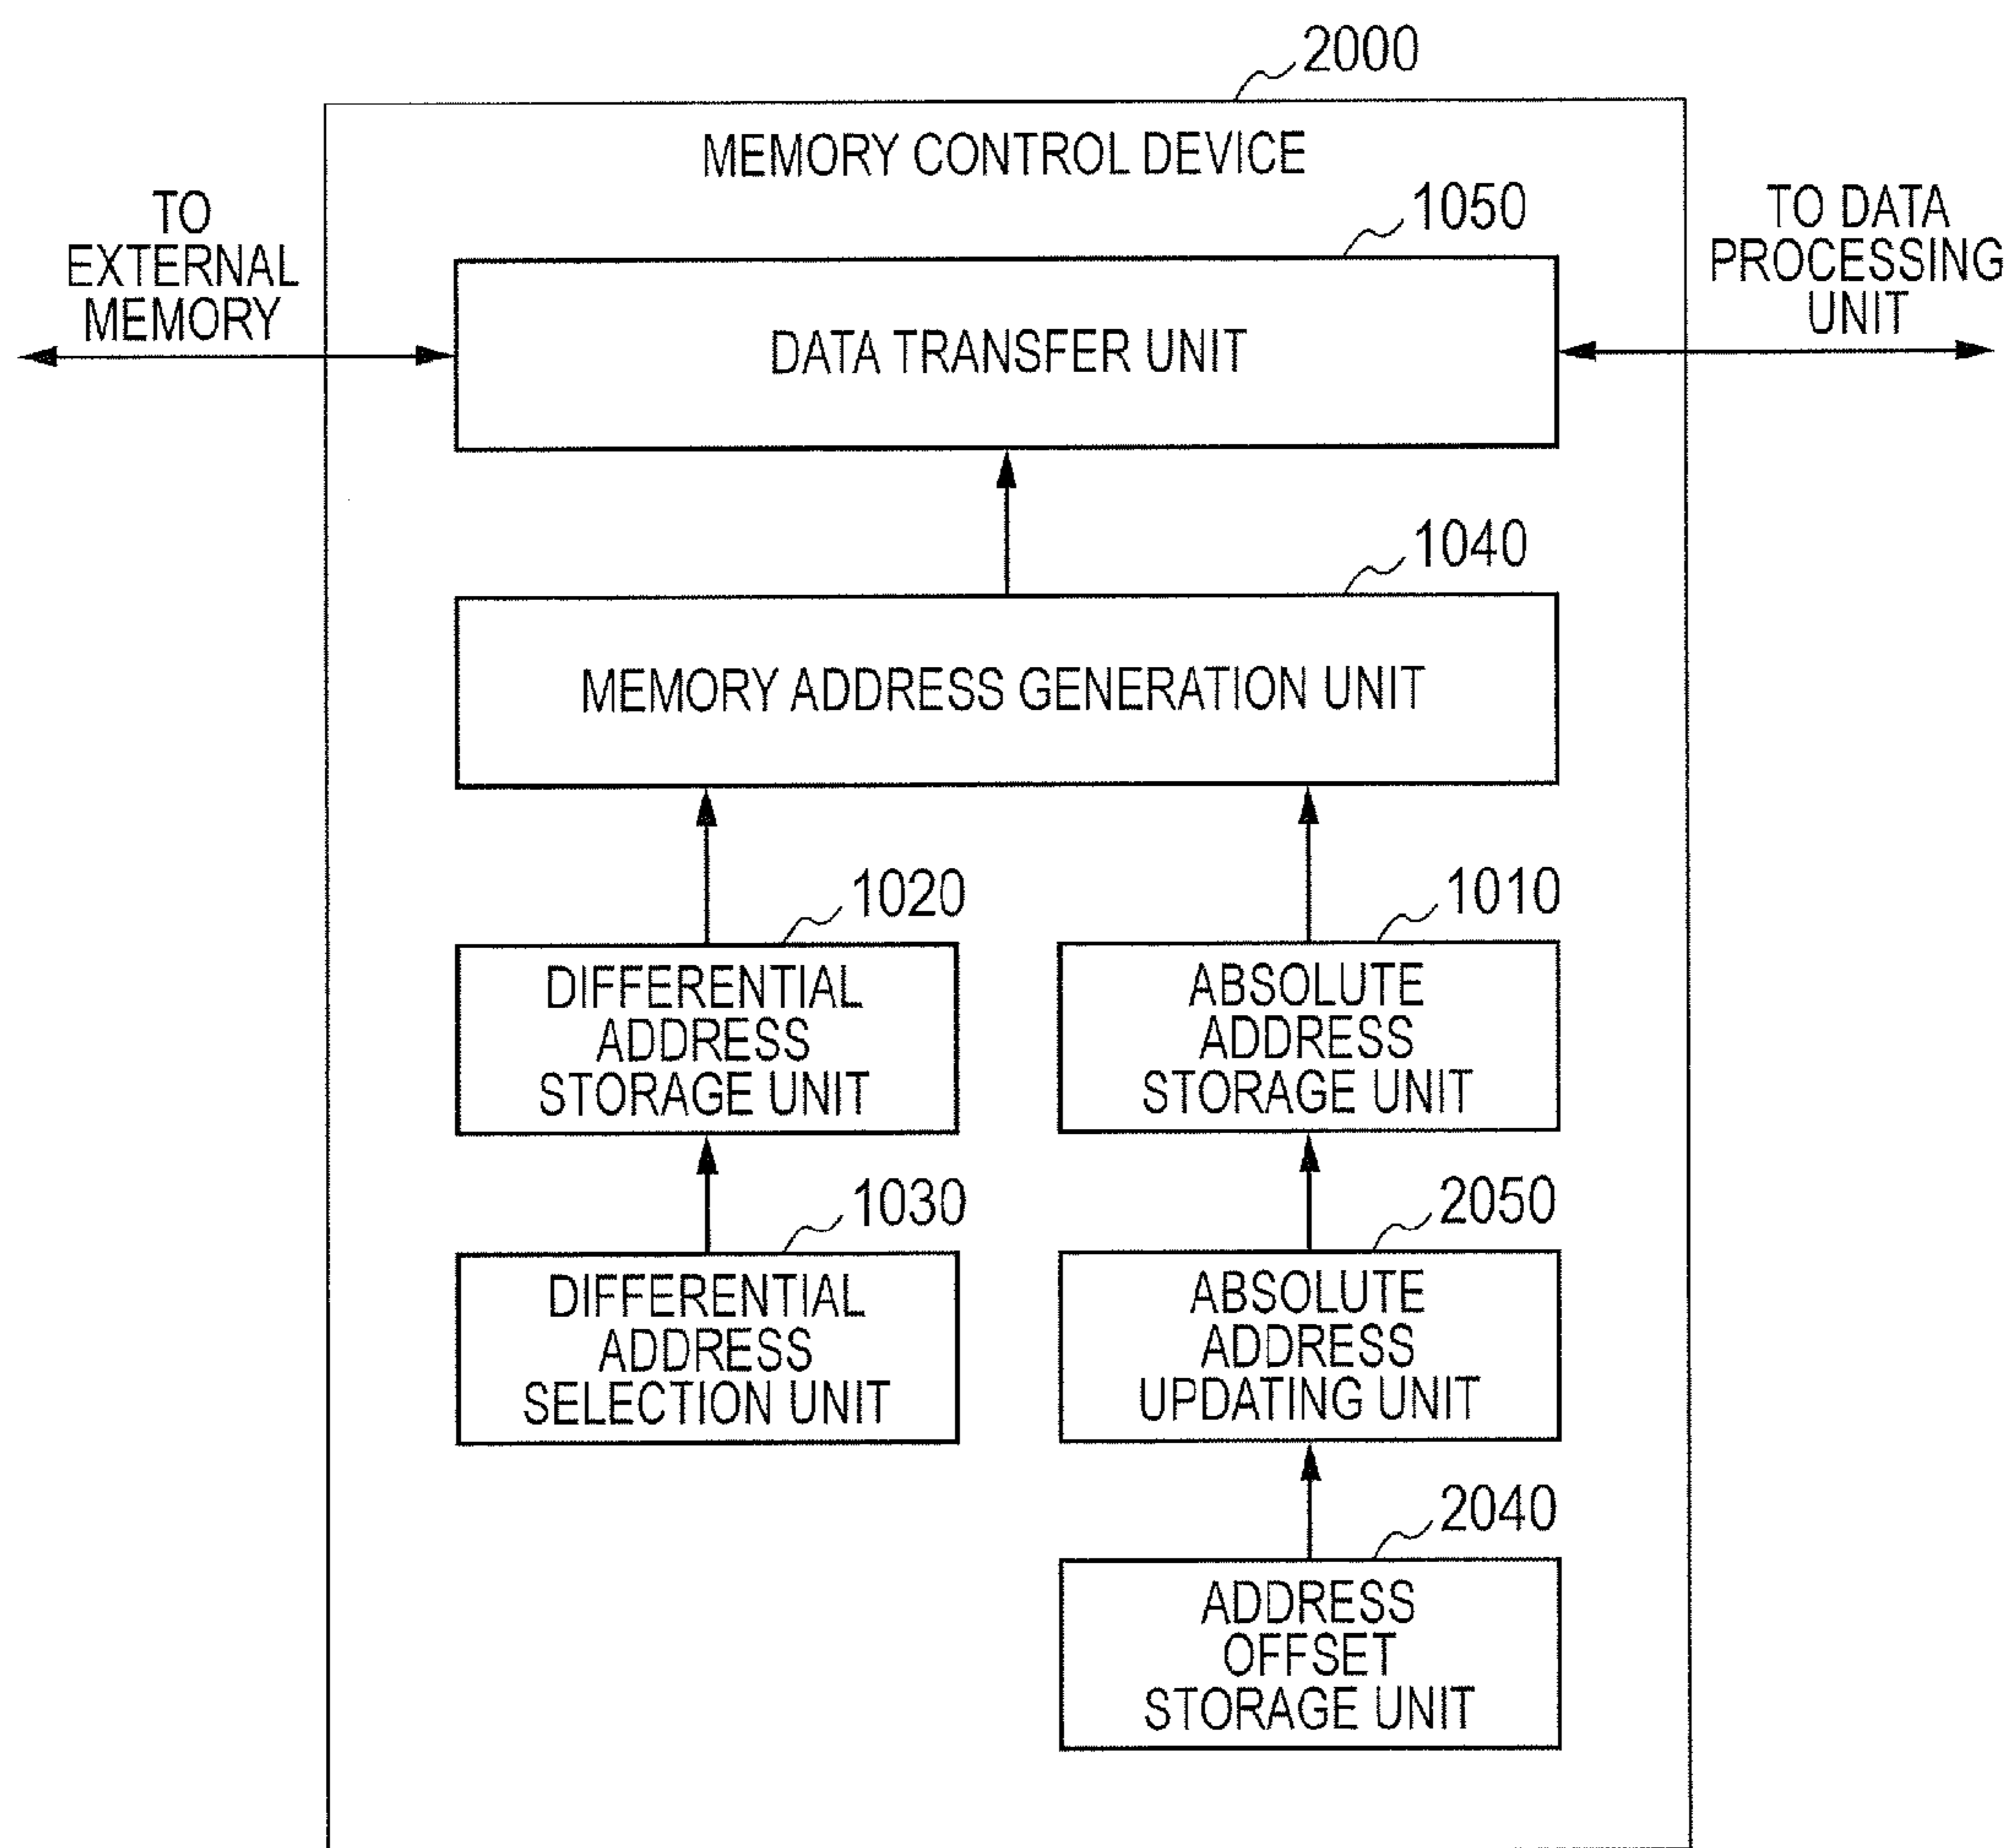 2000
MEMORY CONTROL DEVICE
TO
EXTERNAL
MEMORY
1050
TO DATA
PROCESSING
UNIT
DATA TRANSFER UNIT
1040
MEMORY ADDRESS GENERATION UNIT
1020
DIFFERENTIAL
ADDRESS
STORAGE UNIT
1010
ABSOLUTE
ADDRESS
STORAGE UNIT
1030
DIFFERENTIAL
ADDRESS
SELECTION UNIT
2050
ABSOLUTE
ADDRESS
UPDATING UNIT
2040
ADDRESS
OFFSET
STORAGE UNIT